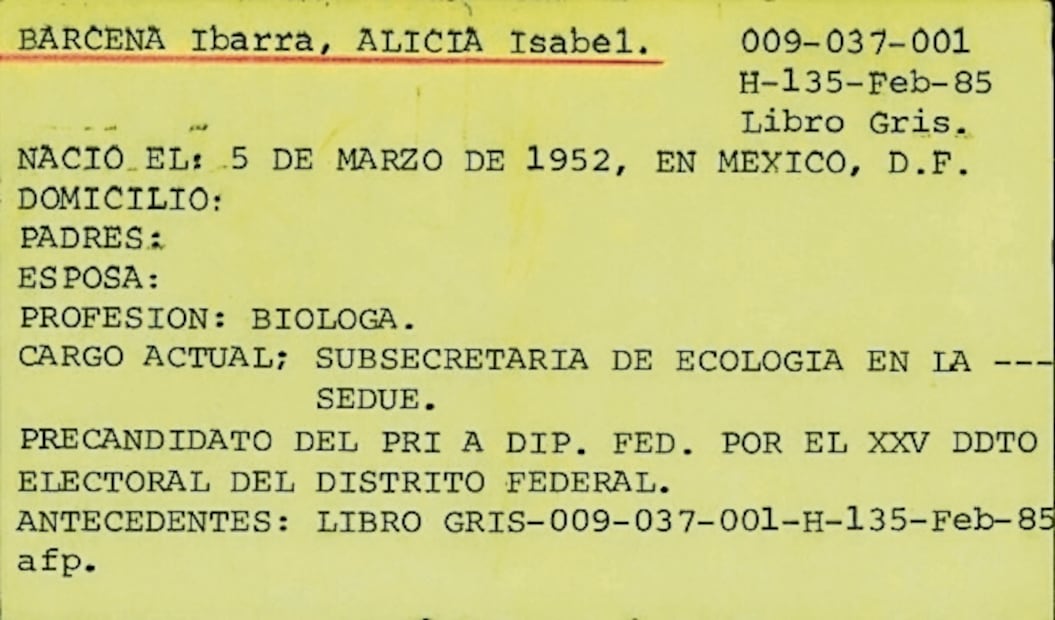 BARCENA Ibarra, ALICIA Isabel. 009-037-001
H-135-Feb-85
Libro Gris.
NACIO EL: 5 DE MARZO DE 1952, EN MEXICO, D.F.
DOMICILIO:
PADRES:
ESPOSA:
PROFESION: BIOLOGA.
CARGO ACTUAL; SUBSECRETARIA DE ECOLOGIA EN LA ---
SEDUE.
PRECANDIDATO DEL PRI A DIP. FED. POR EL XXV DDTO
ELECTORAL DEL DISTRITO FEDERAL.
ANTECEDENTES: LIBRO GRIS-009-037-001-H-135-Feb-85
afp.